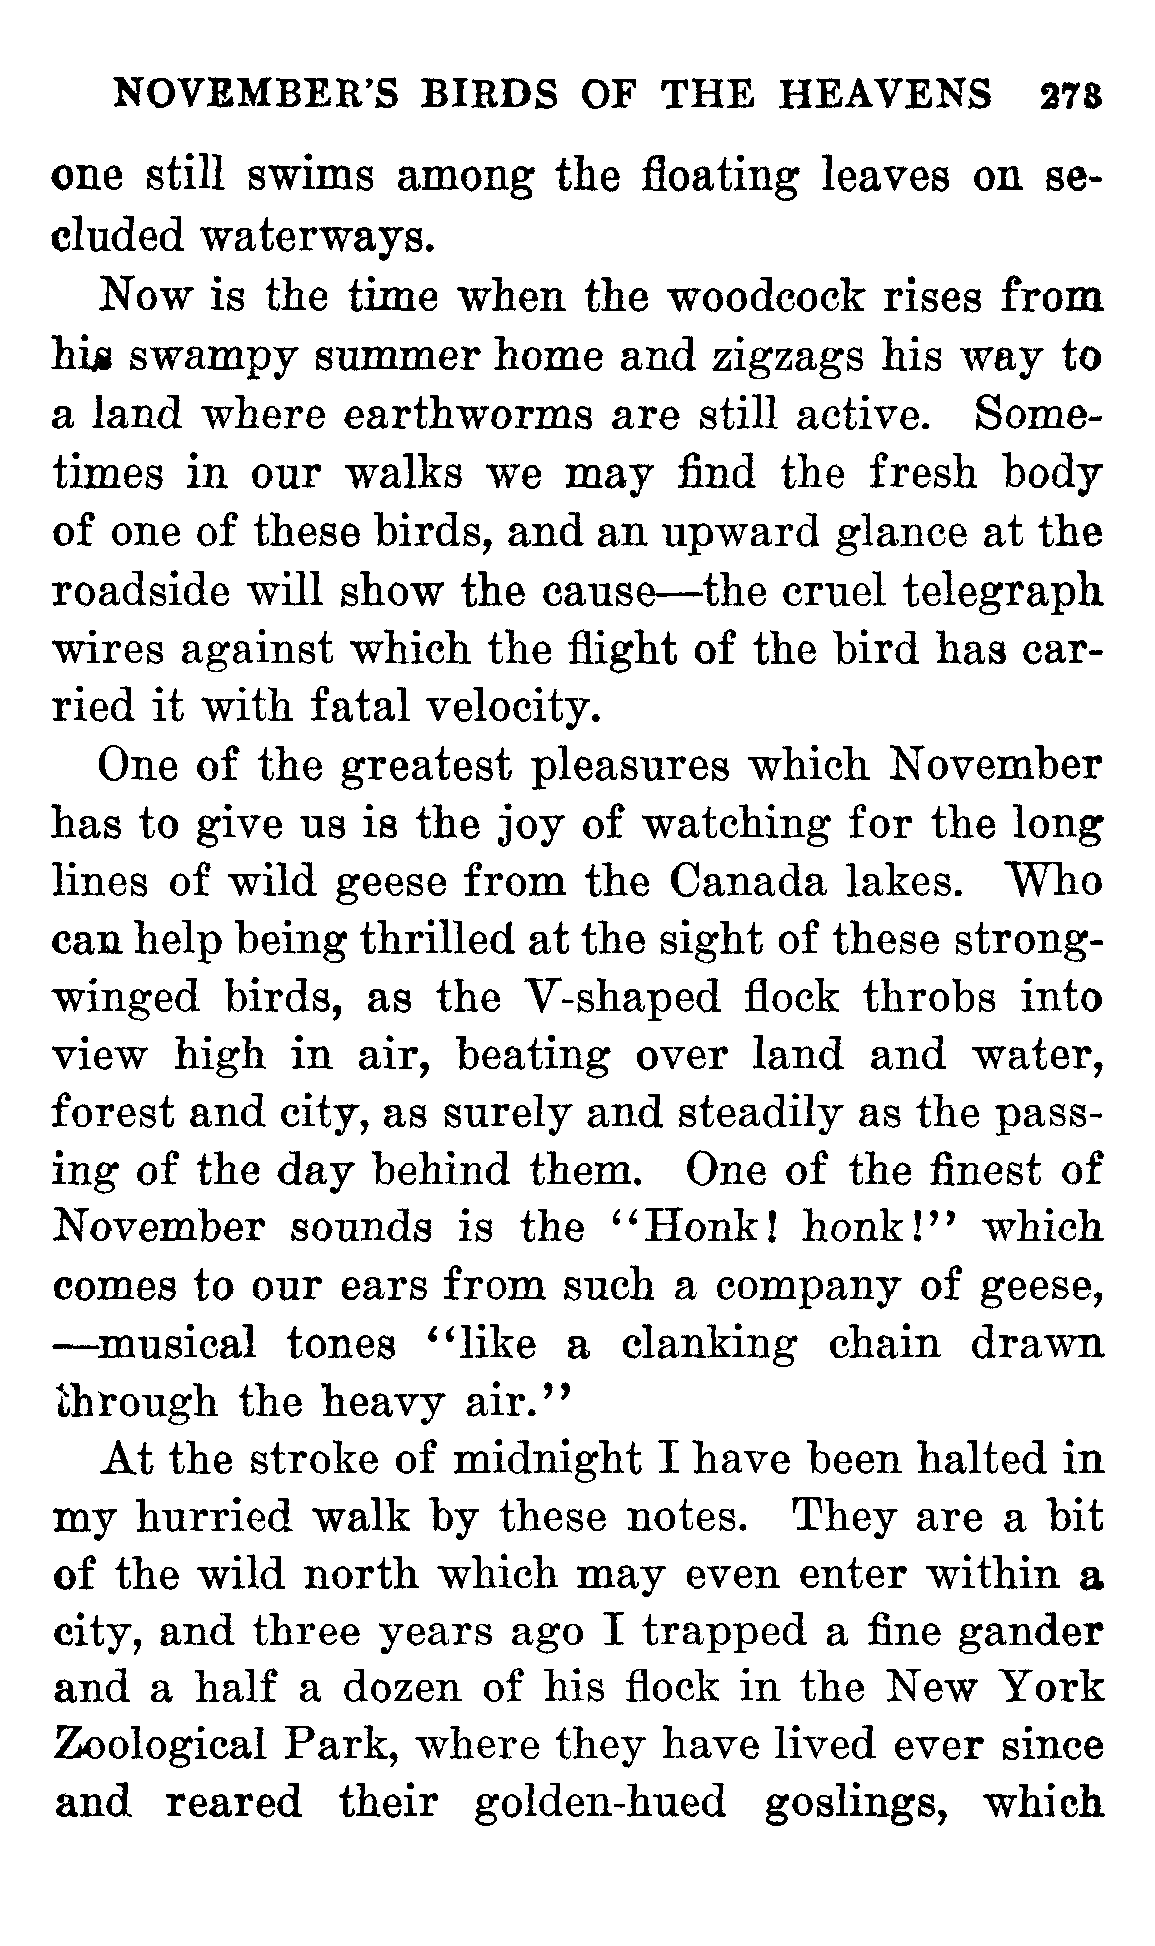 NOVEMBER'S BIRDS OF THE HEAVENS 273
one still swims among the floating leaves on se-
cluded waterways.
Now is the time when the woodcock rises from
his swampy summer home and zigzags his way to
a land where earthworms are still active. Some-
times in our walks we may find the fresh body
of one of these birds, and an upward glance at the
roadside will show the cause—the cruel telegraph
wires against which the flight of the bird has car-
ried it with fatal velocity.
One of the greatest pleasures which November
has to give us is the joy of watching for the long
lines of wild geese from the Canada lakes. Who
can help being thrilled at the sight of these strong-
winged birds, as the V-shaped flock throbs into
view high in air, beating over land and water,
forest and city, as surely and steadily as the pass-
ing of the day behind them. One of the finest of
November sounds is the "Honk! honk!" which
comes to our ears from such a company of geese,
—musical tones "like a clanking chain drawn
through the heavy air."
At the stroke of midnight I have been halted in
my hurried walk by these notes. They are a bit
of the wild north which may even enter within a
city, and three years ago I trapped a fine gander
and a half a dozen of his flock in the New York
Zoological Park, where they have lived ever since
and reared their golden-hued goslings, which